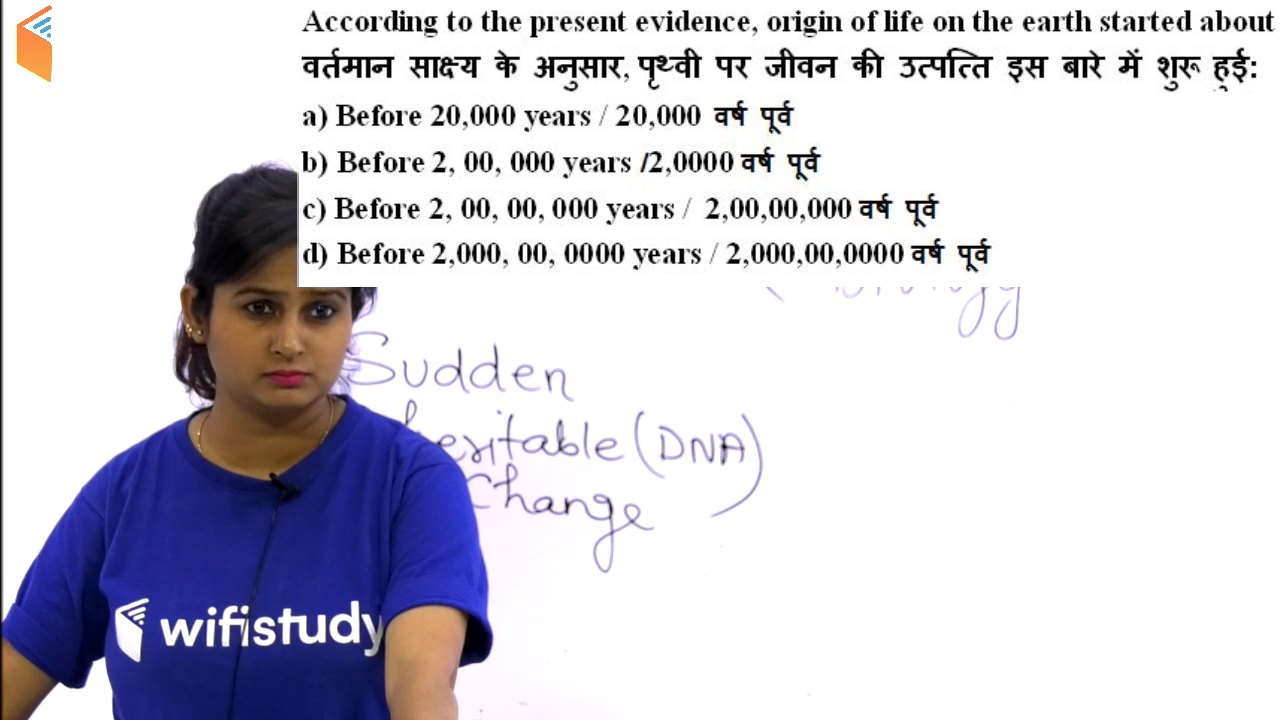 According to the present evidence, origin of life on the earth started about
वर्तमान साक्ष्य के अनुसार, पृथ्वी पर जीवन की उत्पत्ति इस बारे में शुरू हुई:
a) Before 20,000 years / 20,000 वर्ष पूर्व
b) Before 2, 00, 000 years /2,0000 वर्ष पूर्व
c) Before 2, 00, 00, 000 years / 2,00,00,000 वर्ष पूर्व
d) Before 2,000, 00, 0000 years / 2,000,00,0000 वर्ष पूर्व
Sudden
heritable (DNA)
Change
wifistudy